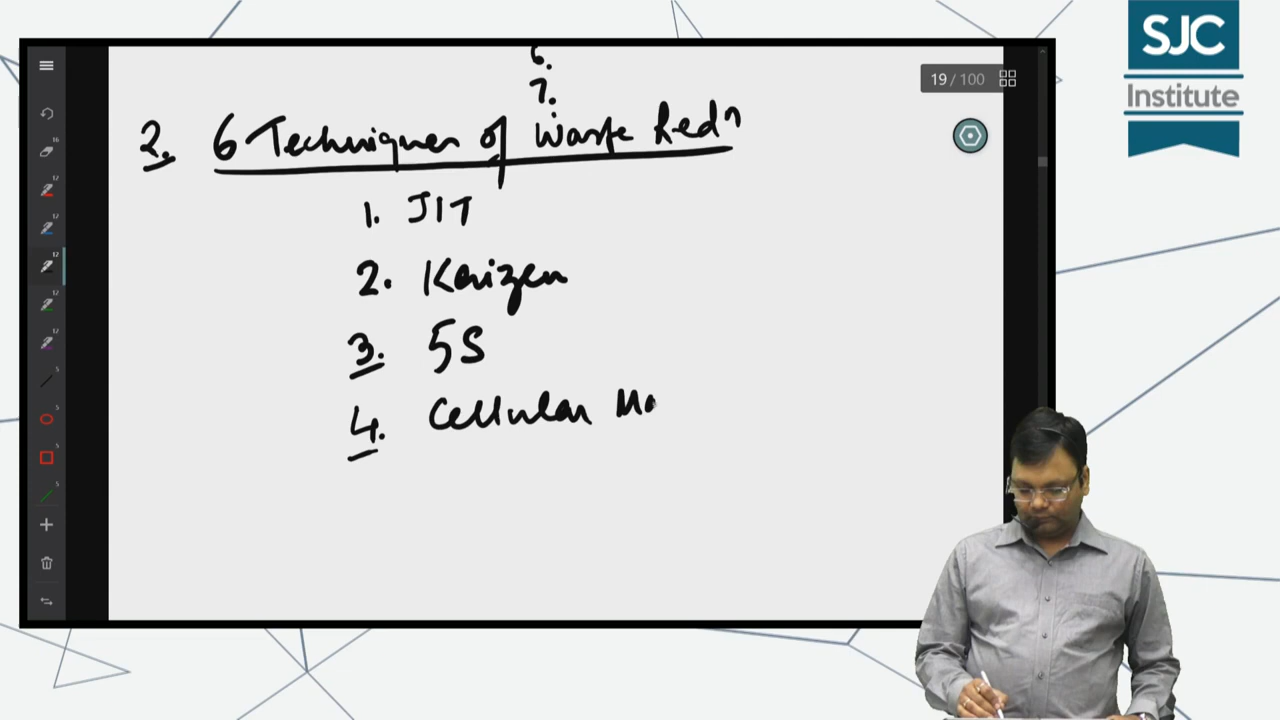 SJC
Institute
6.
7.
19 / 100
2. 6 Techniques of Waste Redn
1. JIT
2. Kaizen
3. 5S
4. Cellular Ma